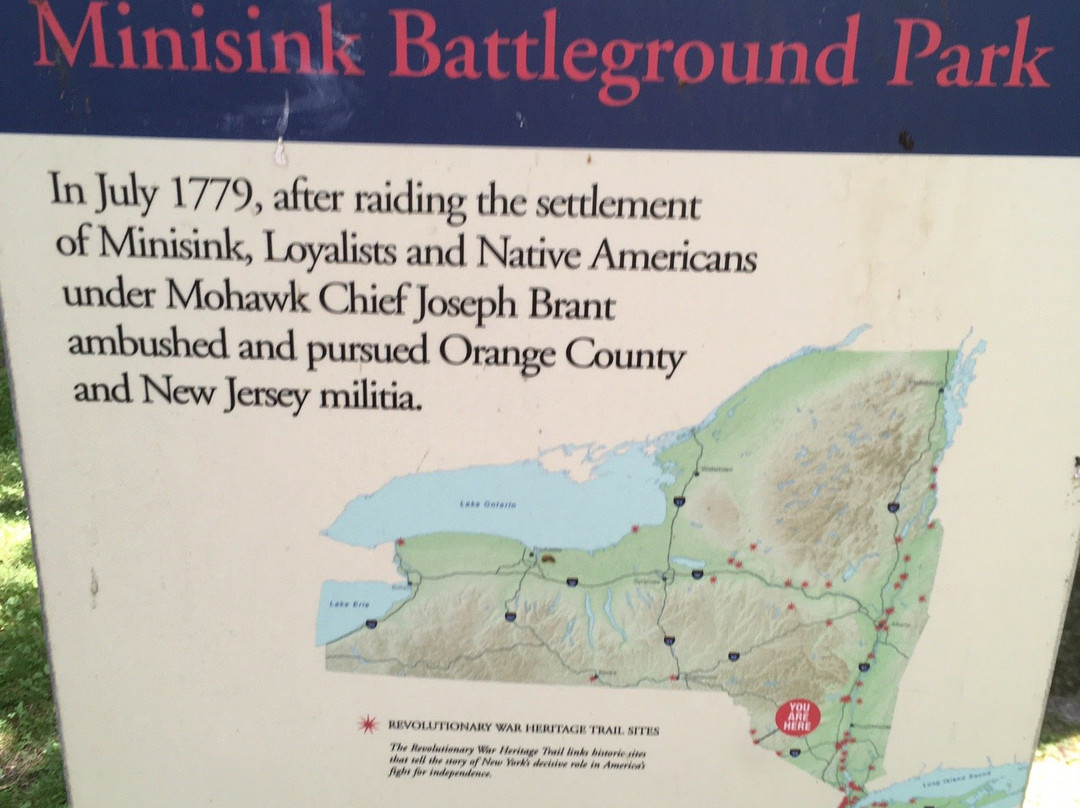 Minisink Battleground Park
In July 1779, after raiding the settlement
of Minisink, Loyalists and Native Americans
under Mohawk Chief Joseph Brant
ambushed and pursued Orange County
and New Jersey militia.
Lake Ontario
Lake Erie
YOU
ARE
HERE
REVOLUTIONARY WAR HERITAGE TRAIL SITES
The Revolutionary War Heritage Trail links historic sites
that tell the story of New York's decisive role in America's
fight for independence.
Long Island Sound